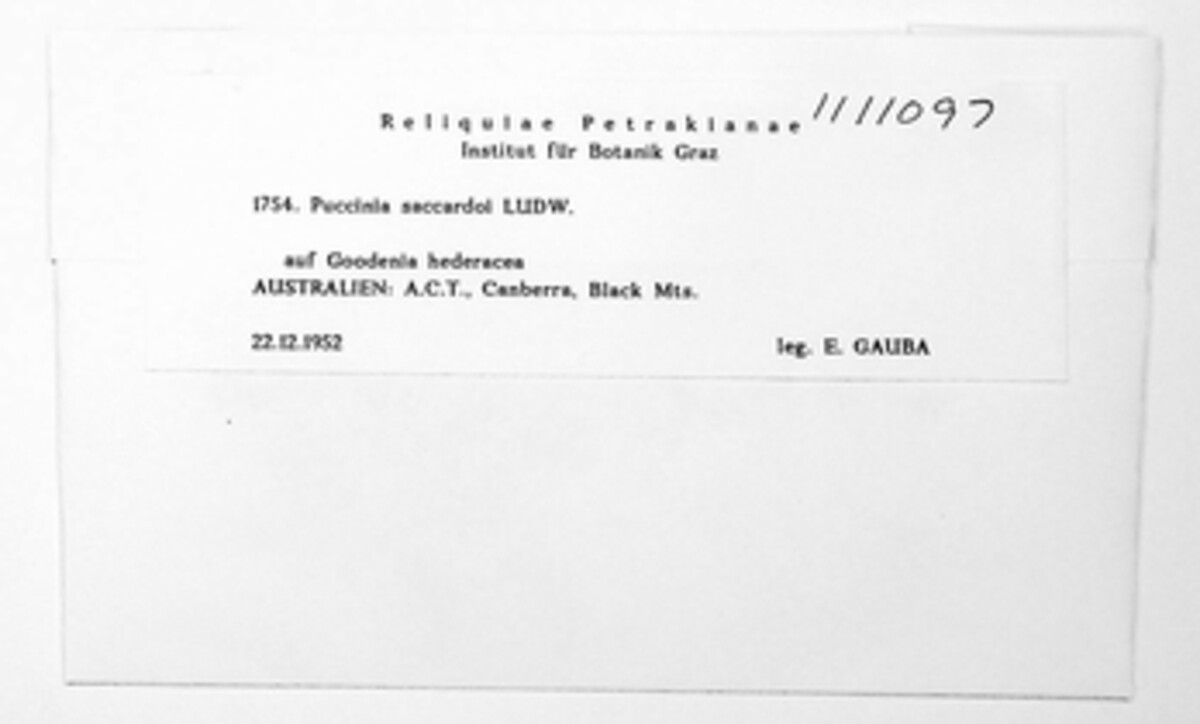 Reliquiae Petrakianae 1111097
Institut für Botanik Graz
1754. Puccinia saccardoi LUDW.
auf Goodenia hederacea
AUSTRALIEN: A.C.T., Canberra, Black Mts.
22.12.1952 leg. E. GAUBA